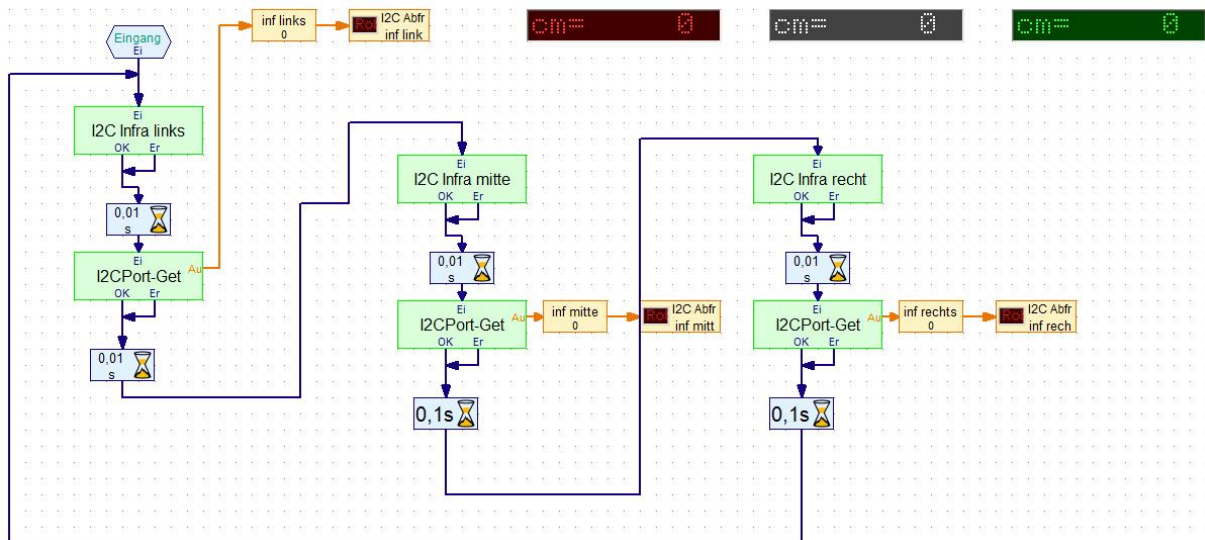 Eingang
Ei
inf links
0
I2C Abfr
inf link
cm= 0
cm= 0
cm= 0
Ei
I2C Infra links
OK Er
0,01
s
Ei
I2CPort-Get
Au
OK Er
0,01
s
Ei
I2C Infra mitte
OK Er
0,01
s
Ei
I2CPort-Get
Au
OK Er
inf mitte
0
I2C Abfr
inf mitt
0,1s
Ei
I2C Infra recht
OK Er
0,01
s
Ei
I2CPort-Get
Au
OK Er
inf rechts
0
I2C Abfr
inf rech
0,1s